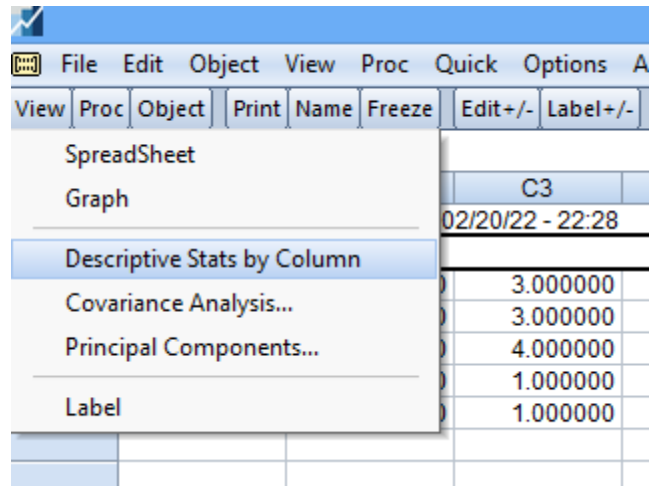 File Edit Object View Proc Quick Options A
View Proc Object Print Name Freeze Edit+/- Label+/-
SpreadSheet
Graph
C3
02/20/22 - 22:28
Descriptive Stats by Column
3.000000
Covariance Analysis...
3.000000
Principal Components...
4.000000
1.000000
Label
1.000000